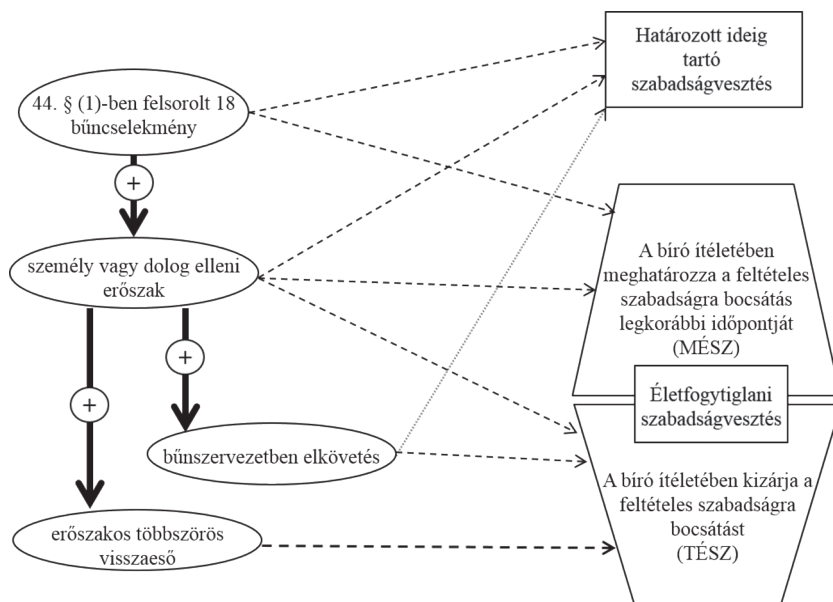 44. § (1)-ben felsorolt 18
bűncselekmény
+
személy vagy dolog elleni
erőszak
+
+
bűnszervezetben elkövetés
erőszakos többszörös
visszaeső
Határozott ideig
tartó
szabadságvesztés
A bíró ítéletében
meghatározza a feltételes
szabadságra bocsátás
legkorábbi időpontját
(MÉSZ)
Életfogytiglani
szabadságvesztés
A bíró ítéletében kizárja a
feltételes szabadságra
bocsátást
(TÉSZ)